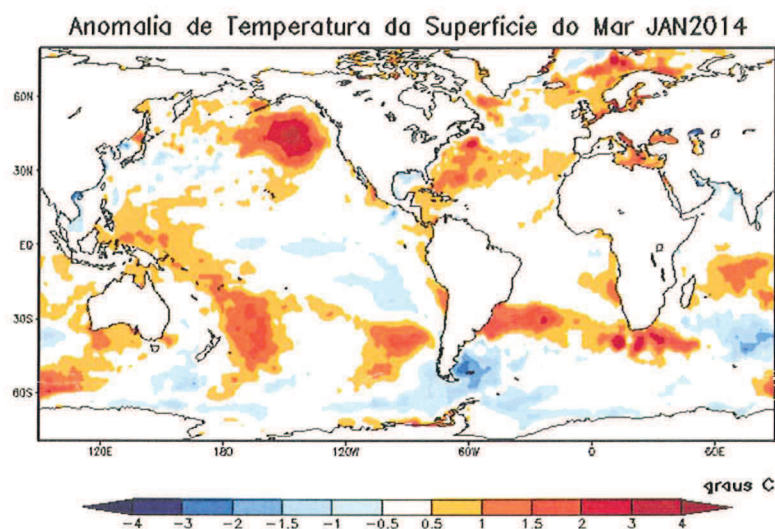 Anomalia de Temperatura da Superfície do Mar JAN2014
60N
30N
EQ
30S
60S
120E 180 120W 60W 0 60E
graus C
-4 -3 -2 -1.5 -1 -0.5 0.5 1 1.5 2 3 4